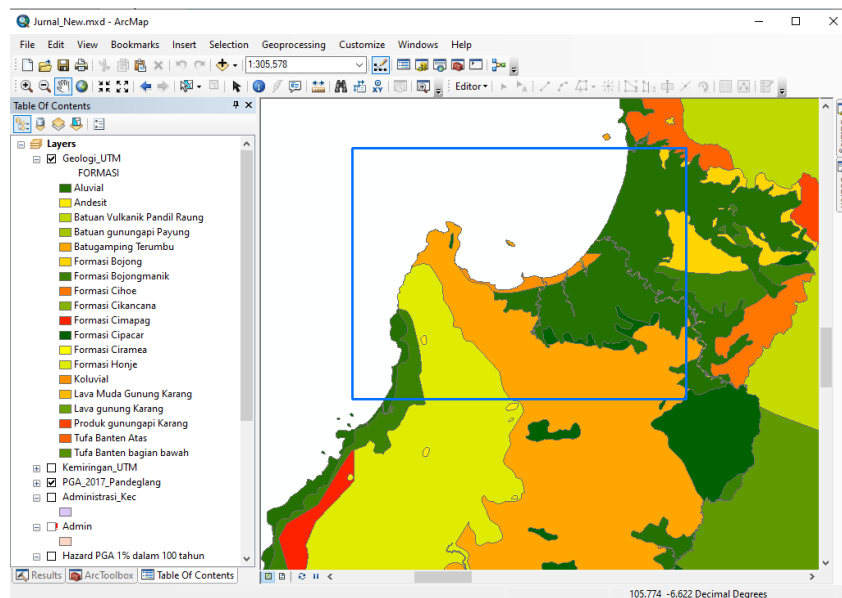 Jurnal_New.mxd - ArcMap
File Edit View Bookmarks Insert Selection Geoprocessing Customize Windows Help
1:305,578
Editor
Table Of Contents
Layers
Geologi_UTM
FORMASI
Aluvial
Andesit
Batuan Vulkanik Pandil Raung
Batuan gunungapi Payung
Batugamping Terumbu
Formasi Bojong
Formasi Bojongmanik
Formasi Cihoe
Formasi Cikancana
Formasi Cimapag
Formasi Cipacar
Formasi Ciramea
Formasi Honje
Koluvial
Lava Muda Gunung Karang
Lava gunung Karang
Produk gunungapi Karang
Tufa Banten Atas
Tufa Banten bagian bawah
Kemiringan_UTM
PGA_2017_Pandeglang
Administrasi_Kec
Admin
Hazard PGA 1% dalam 100 tahun
Results ArcToolbox Table Of Contents
105.774 -6.622 Decimal Degrees